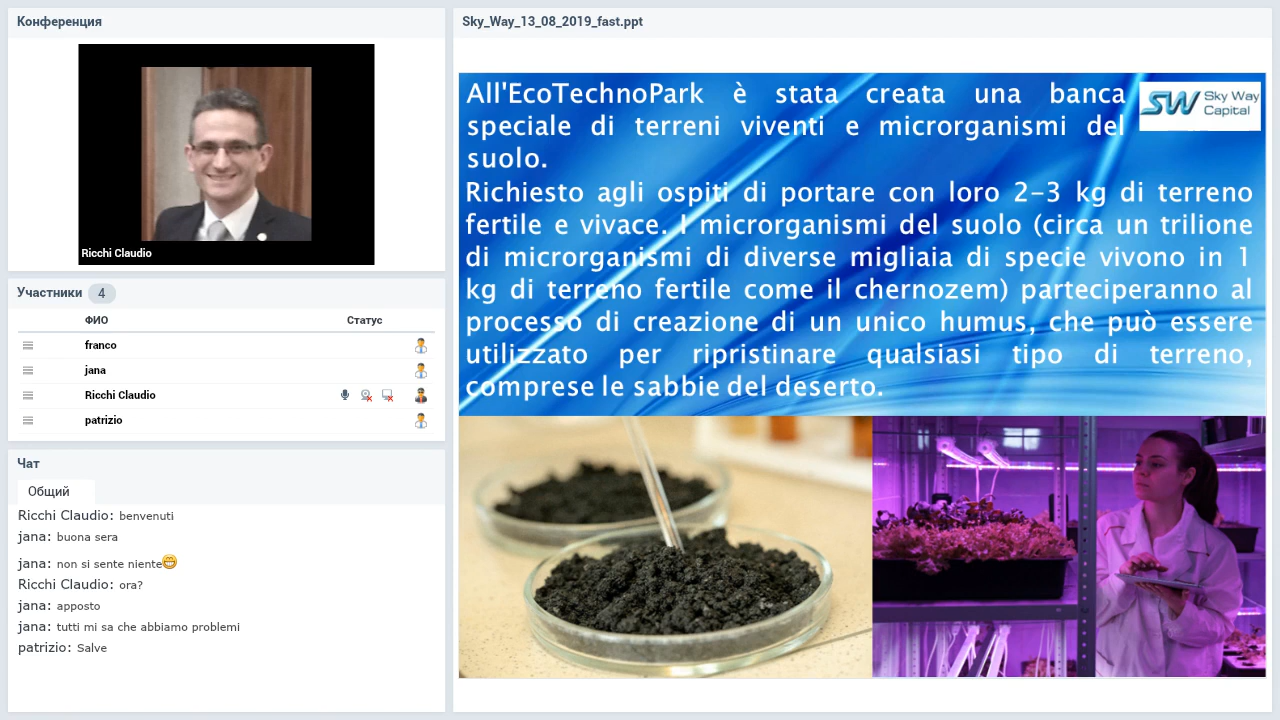 Конференция
Ricchi Claudio
Участники 4
ФИО Статус
franco
jana
Ricchi Claudio
patrizio
Чат
Общий
Ricchi Claudio: benvenuti
jana: buona sera
jana: non si sente niente
Ricchi Claudio: ora?
jana: apposto
jana: tutti mi sa che abbiamo problemi
patrizio: Salve
Sky_Way_13_08_2019_fast.ppt
All'EcoTechnoPark è stata creata una banca
speciale di terreni viventi e microrganismi del
suolo.
SW Sky Way
Capital
Richiesto agli ospiti di portare con loro 2-3 kg di terreno
fertile e vivace. I microrganismi del suolo (circa un trilione
di microrganismi di diverse migliaia di specie vivono in 1
kg di terreno fertile come il chernozem) parteciperanno al
processo di creazione di un unico humus, che può essere
utilizzato per ripristinare qualsiasi tipo di terreno,
comprese le sabbie del deserto.